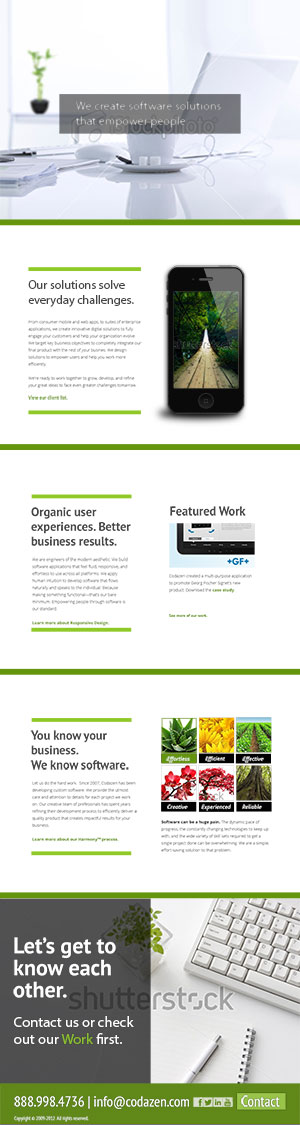 We create software solutions
that empower people
Our solutions solve
everyday challenges.
From consumer mobile and web apps, to suites of enterprise
applications, we create innovative digital solutions to fully
engage your customers and help your organization evolve.
We target key business objectives to completely integrate our
final product with the rest of your business. We design
solutions to empower users and help you work more
efficiently.
We're ready to work together to grow, develop, and refine
your great ideas to face even greater challenges tomorrow.
View our client list.
Organic user
experiences. Better
business results.
We are engineers of the modern aesthetic. We build
software applications that feel fluid, responsive, and
effortless to use across all platforms. We apply
human intuition to develop software that flows
naturally and speaks to the individual. Because
making something functional–that's our bare
minimum. Empowering people through software is
our standard.
Learn more about Responsive Design.
Featured Work
+GF+
Codazen created a multi-purpose application
to promote Georg Fischer Signet's new
product. Download the case study.
See more of our work.
You know your
business.
We know software.
Let us do the hard work. Since 2007, Codazen has been
developing custom software. We provide the utmost
care and attention to details for each project we work
on. Our creative team of professionals has spent years
refining their development process to efficiently deliver a
quality product that creates impactful results for your
business.
Learn more about our Harmony™ process.
Effortless
Efficient
Green
Creative
Experienced
Reliable
Software can be a huge pain. The dynamic pace of
progress, the constantly changing technologies to keep up
with, and the wide variety of skill sets required to get a
single project done can be overwhelming. We are a simple
effort-saving solution to that problem.
Let's get to
know each
other.
shutterstock
Contact us or check
out our Work first.
888.998.4736 | info@codazen.com
Contact
Copyright © 2009-2013 All rights reserved.